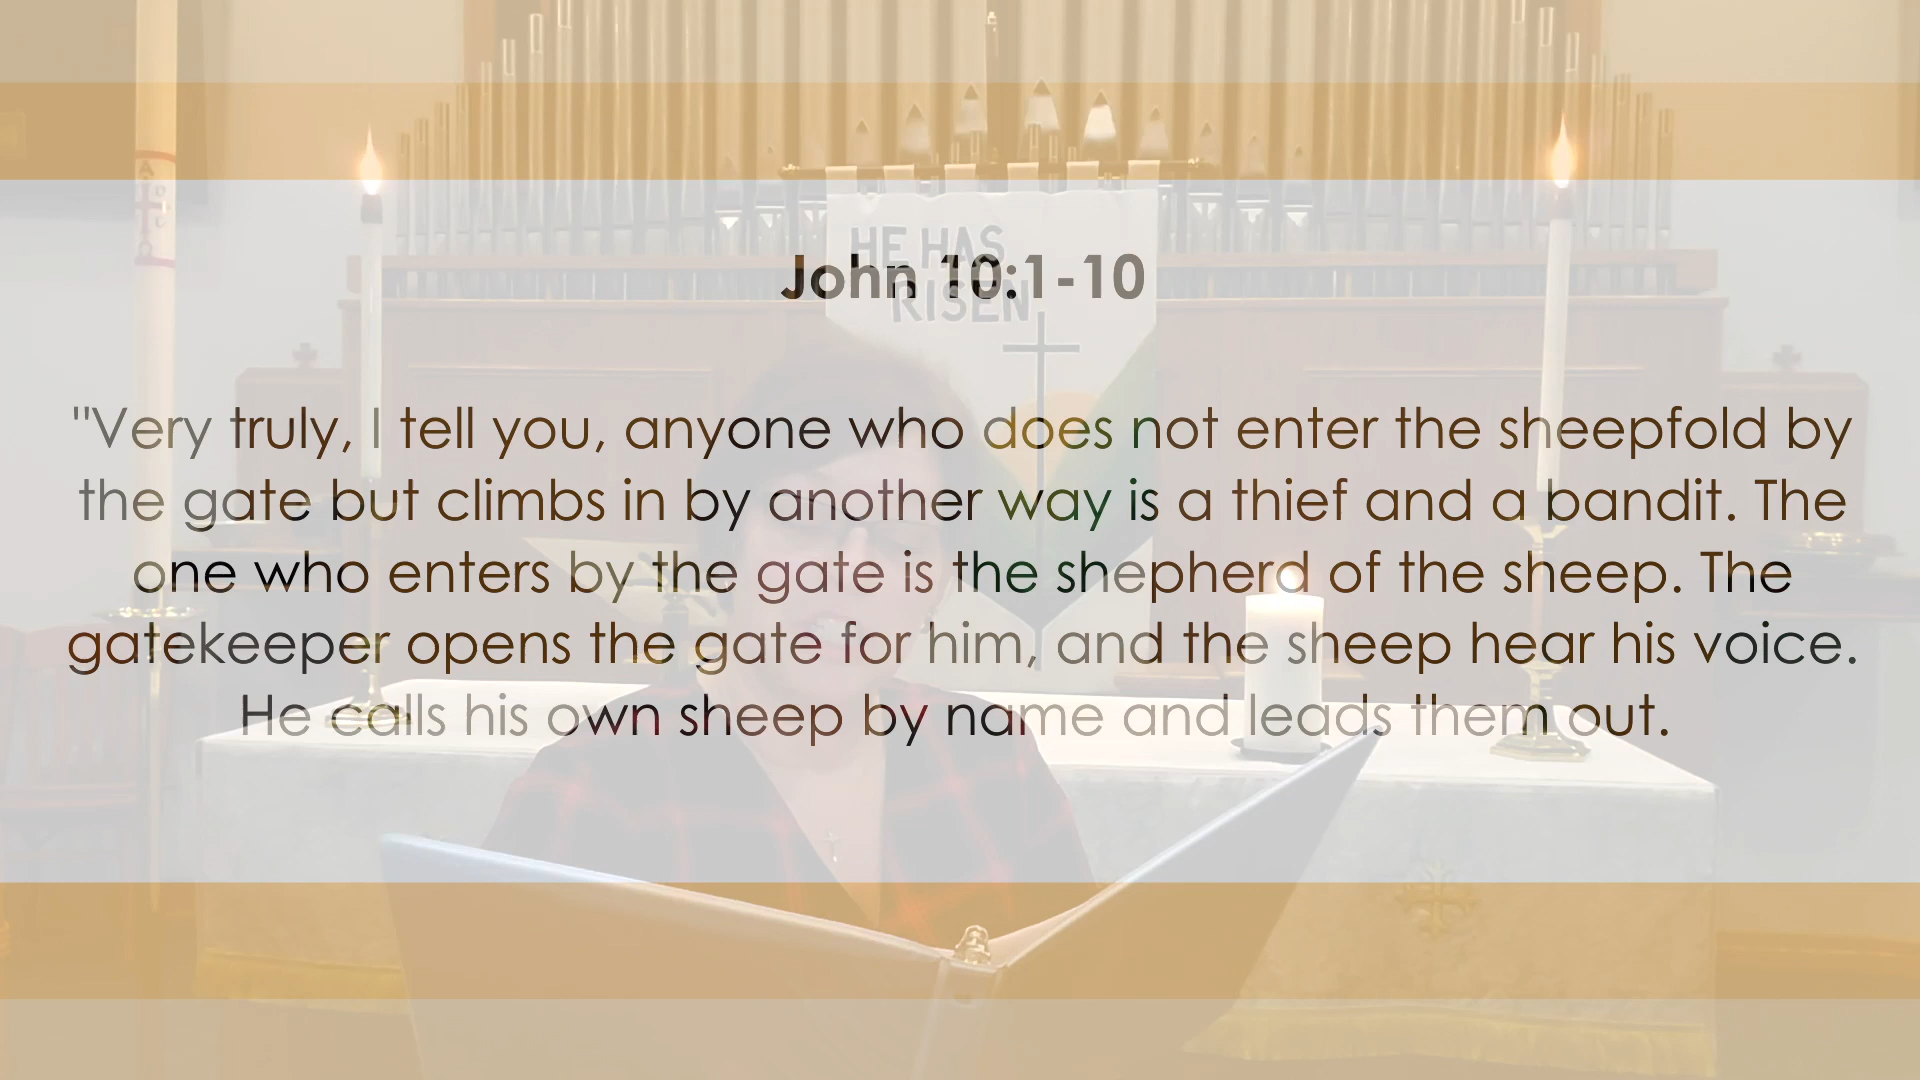 HE HAS
RISEN
John 10:1-10
"Very truly, I tell you, anyone who does not enter the sheepfold by
the gate but climbs in by another way is a thief and a bandit. The
one who enters by the gate is the shepherd of the sheep. The
gatekeeper opens the gate for him, and the sheep hear his voice.
He calls his own sheep by name and leads them out.